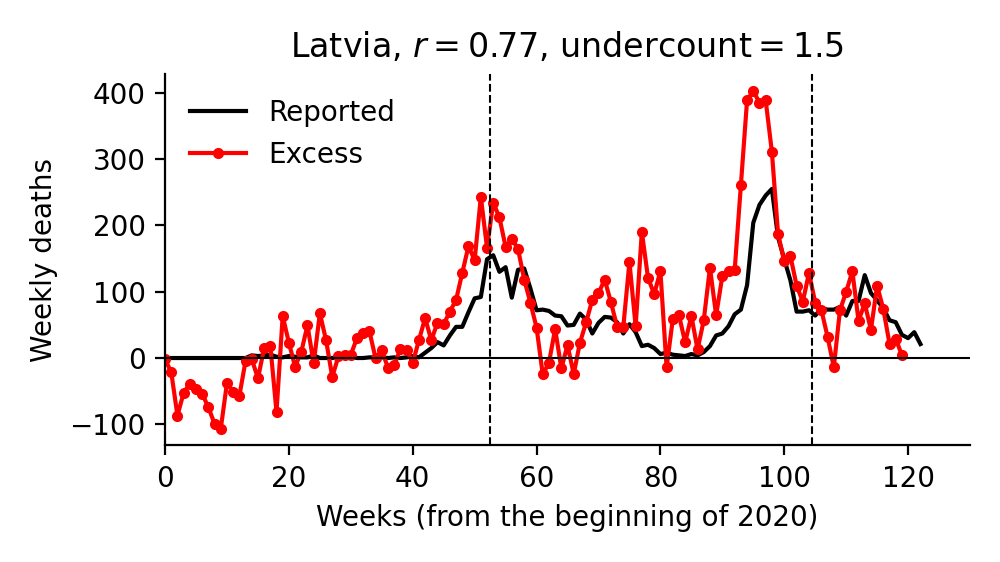 Latvia, r = 0.77, undercount = 1.5
Reported
Excess
Weekly deaths
400
300
200
100
0
−100
0 20 40 60 80 100 120
Weeks (from the beginning of 2020)